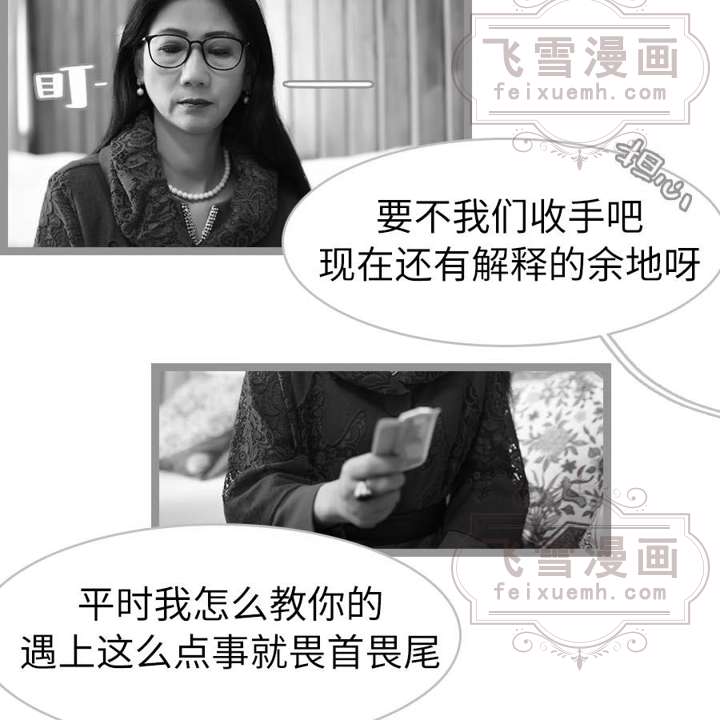 盯
飞雪漫画
feixuemh.com
担心
要不我们收手吧
现在还有解释的余地呀
飞雪漫画
feixuemh.com
平时我怎么教你的
遇上这么点事就畏首畏尾